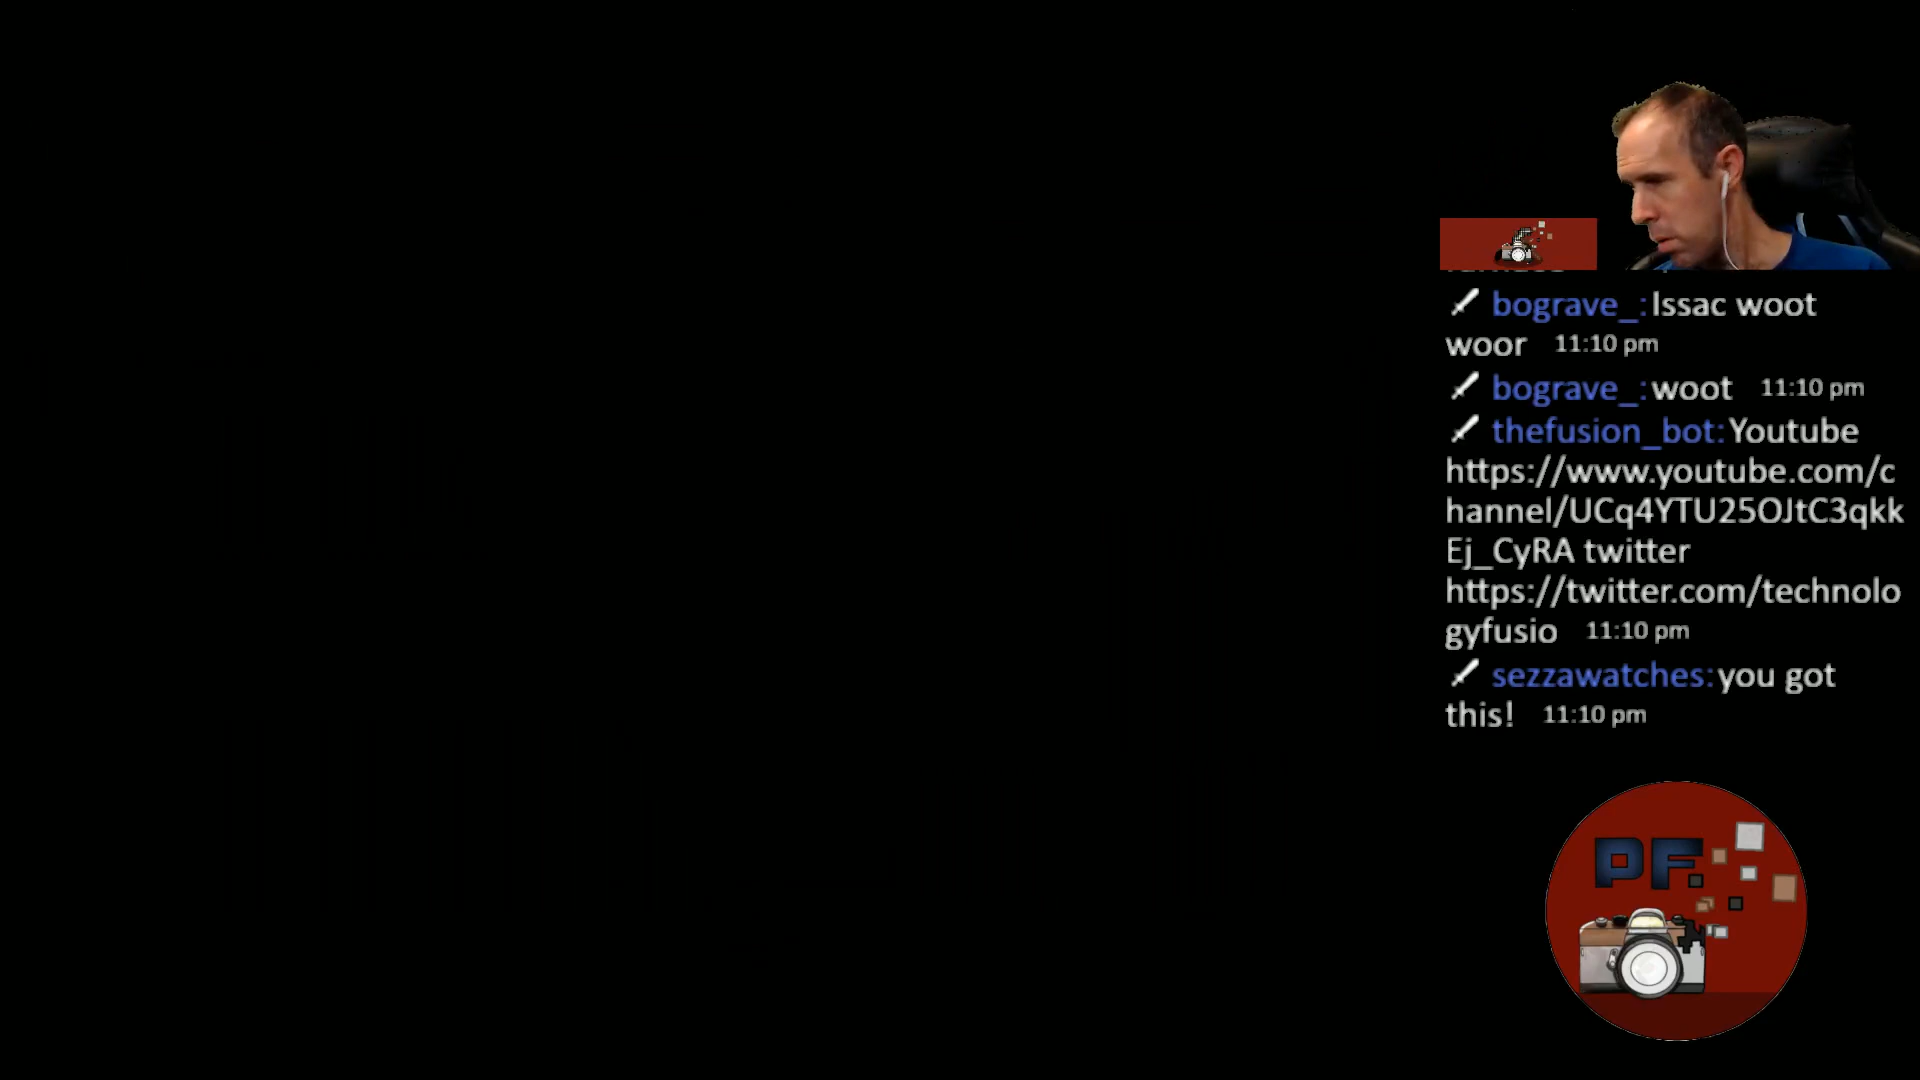 bograve_: Issac woot
woor 11:10 pm
bograve_: woot 11:10 pm
thefusion_bot: Youtube
https://www.youtube.com/c
hannel/UCq4YTU25OJtC3qkk
Ej_CyRA twitter
https://twitter.com/technolo
gyfusio 11:10 pm
sezzawatches: you got
this! 11:10 pm
PF